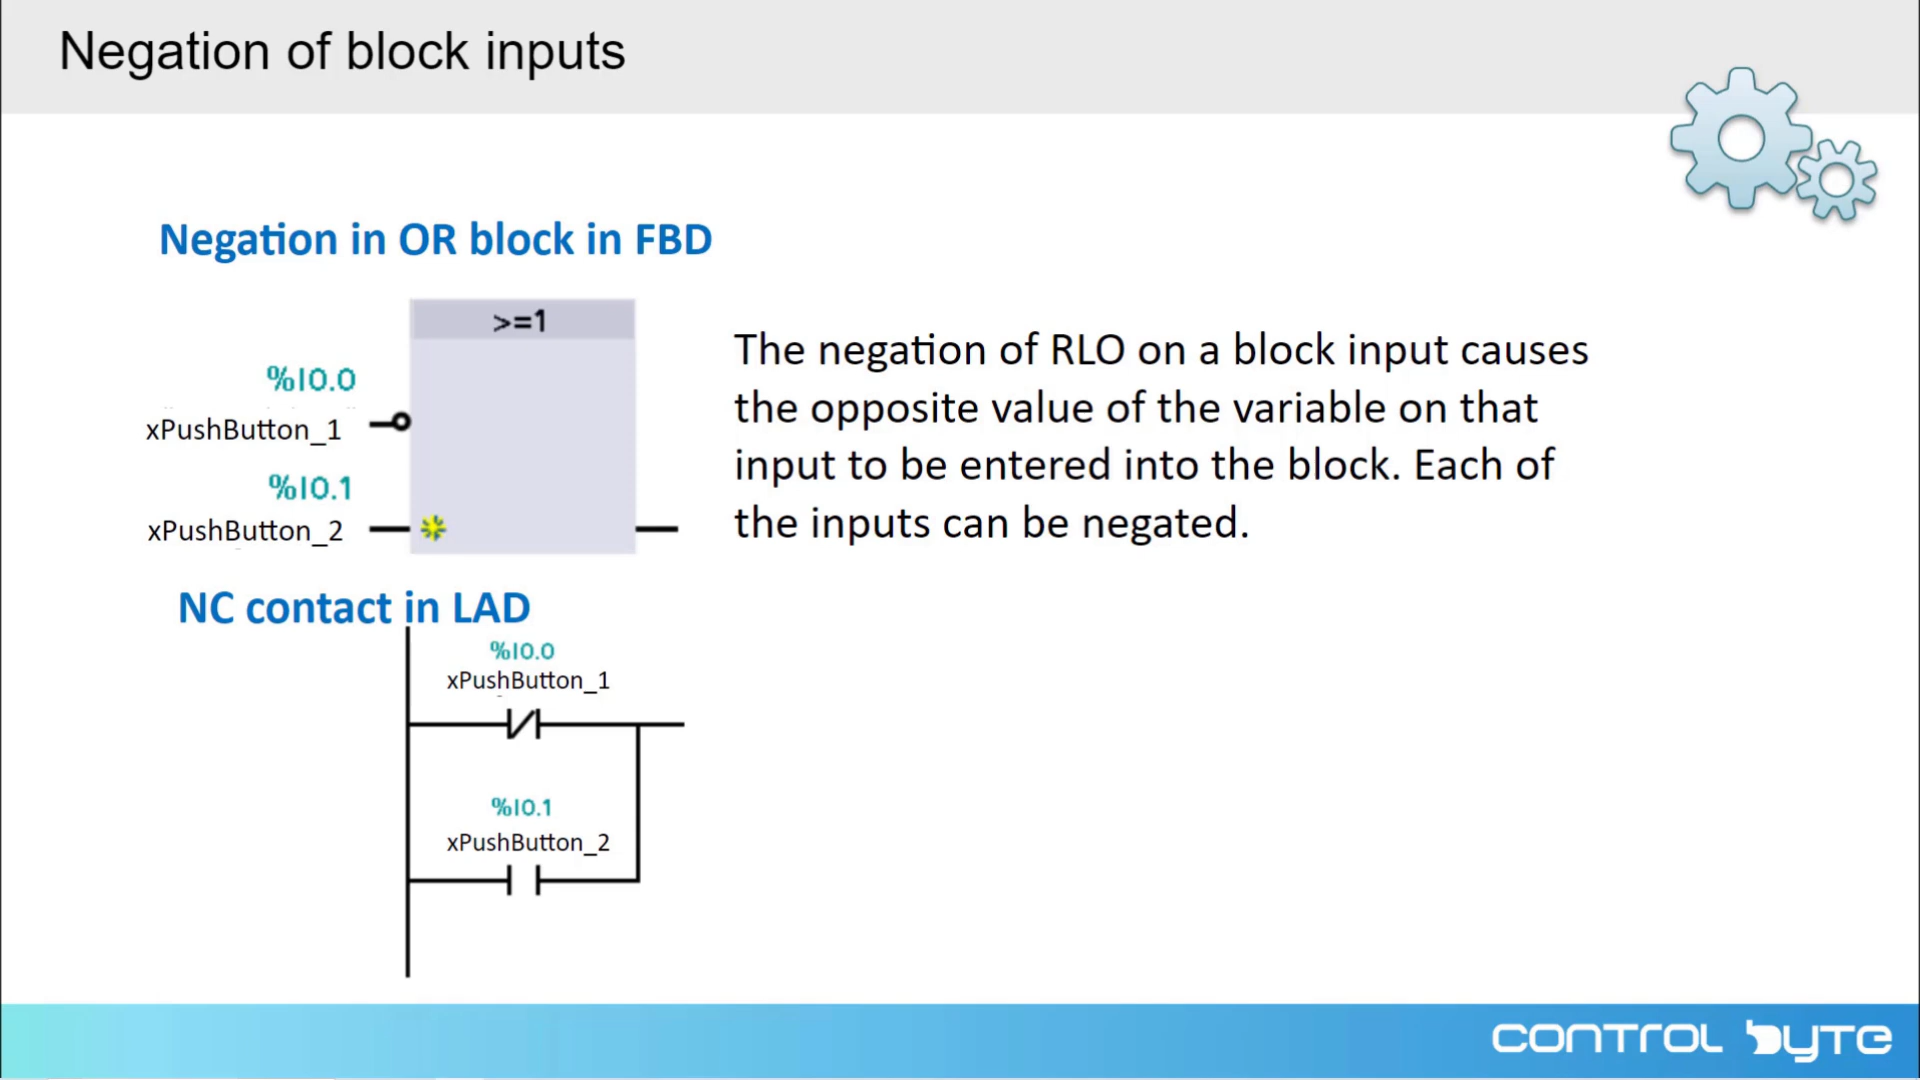 Negation of block inputs
Negation in OR block in FBD
>=1
%I0.0
xPushButton_1
%I0.1
xPushButton_2
The negation of RLO on a block input causes
the opposite value of the variable on that
input to be entered into the block. Each of
the inputs can be negated.
NC contact in LAD
%I0.0
xPushButton_1
%I0.1
xPushButton_2
CONTROL BYTE